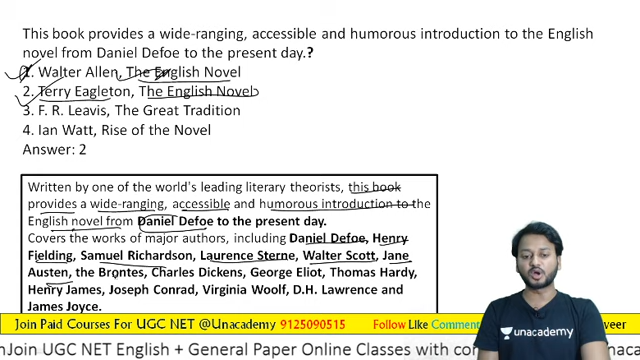 This book provides a wide-ranging, accessible and humorous introduction to the English
novel from Daniel Defoe to the present day.?
1. Walter Allen, The English Novel
2. Terry Eagleton, The English Novel
3. F. R. Leavis, The Great Tradition
4. Ian Watt, Rise of the Novel
Answer: 2
Written by one of the world's leading literary theorists, this book
provides a wide-ranging, accessible and humorous introduction to the
English novel from Daniel Defoe to the present day.
Covers the works of major authors, including Daniel Defoe, Henry
Fielding, Samuel Richardson, Laurence Sterne, Walter Scott, Jane
Austen, the Brontes, Charles Dickens, George Eliot, Thomas Hardy,
Henry James, Joseph Conrad, Virginia Woolf, D.H. Lawrence and
James Joyce.
unacademy
Join Paid Courses For UGC NET @Unacademy 9125090515 Follow Like Comment veer
Join UGC NET English + General Paper Online Classes with